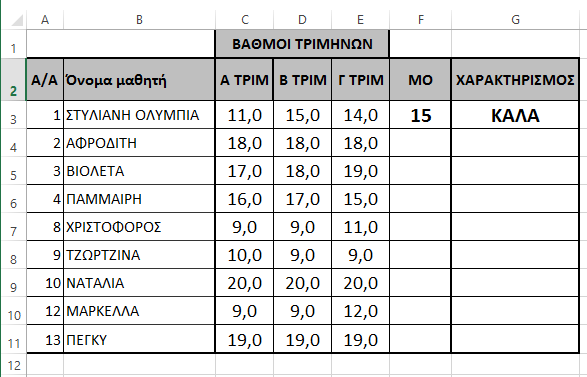 A B C D E F G
1 ΒΑΘΜΟΙ ΤΡΙΜΗΝΩΝ
2 Α/Α Όνομα μαθητή Α ΤΡΙΜ Β ΤΡΙΜ Γ ΤΡΙΜ ΜΟ ΧΑΡΑΚΤΗΡΙΣΜΟΣ
3 1 ΣΤΥΛΙΑΝΗ ΟΛΥΜΠΙΑ 11,0 15,0 14,0 15 ΚΑΛΑ
4 2 ΑΦΡΟΔΙΤΗ 18,0 18,0 18,0
5 3 ΒΙΟΛΕΤΑ 17,0 18,0 19,0
6 4 ΠΑΜΜΑΙΡΗ 16,0 17,0 15,0
7 8 ΧΡΙΣΤΟΦΟΡΟΣ 9,0 9,0 11,0
8 9 ΤΖΩΡΤΖΙΝΑ 10,0 9,0 9,0
9 10 ΝΑΤΑΛΙΑ 20,0 20,0 20,0
10 12 ΜΑΡΚΕΛΛΑ 9,0 9,0 12,0
11 13 ΠΕΓΚΥ 19,0 19,0 19,0
12